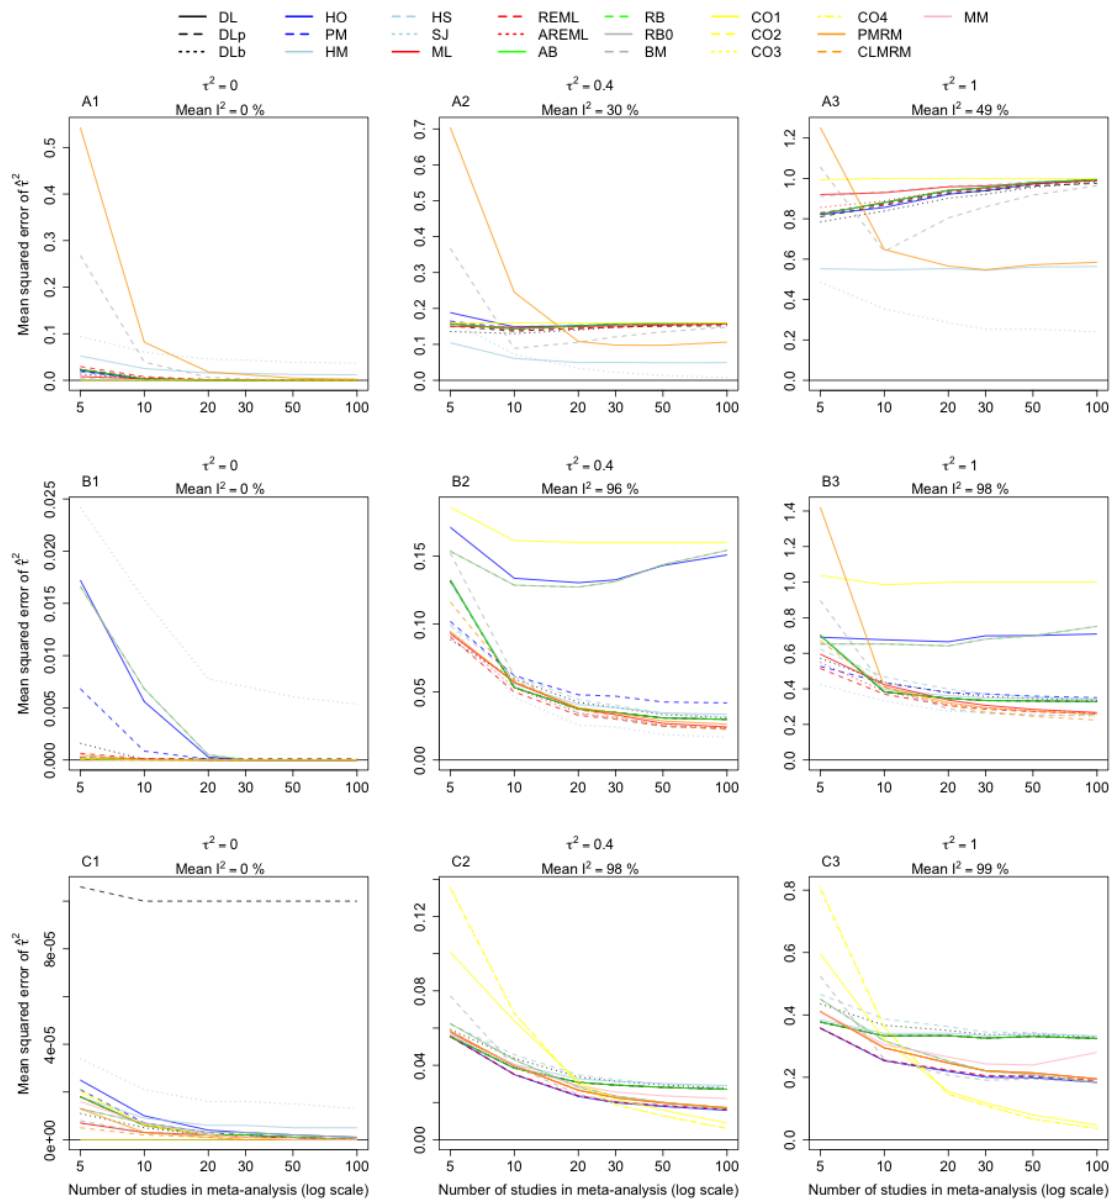 DL HO HS REML RB CO1 CO4 MM
DLp PM SJ AREML RB0 CO2 PMRM
DLb HM ML AB BM CO3 CLMRM
τ² = 0 τ² = 0.4 τ² = 1
A1 Mean I² = 0 % A2 Mean I² = 30 % A3 Mean I² = 49 %
Mean squared error of τ̂²
0.0 0.1 0.2 0.3 0.4 0.5
0.0 0.1 0.2 0.3 0.4 0.5 0.6 0.7
0.0 0.2 0.4 0.6 0.8 1.0 1.2
5 10 20 30 50 100 5 10 20 30 50 100 5 10 20 30 50 100
τ² = 0 τ² = 0.4 τ² = 1
B1 Mean I² = 0 % B2 Mean I² = 96 % B3 Mean I² = 98 %
Mean squared error of τ̂²
0.000 0.005 0.010 0.015 0.020 0.025
0.00 0.05 0.10 0.15
0.0 0.2 0.4 0.6 0.8 1.0 1.2 1.4
5 10 20 30 50 100 5 10 20 30 50 100 5 10 20 30 50 100
τ² = 0 τ² = 0.4 τ² = 1
C1 Mean I² = 0 % C2 Mean I² = 98 % C3 Mean I² = 99 %
Mean squared error of τ̂²
0e+00 4e-05 8e-05
0.00 0.04 0.08 0.12
0.0 0.2 0.4 0.6 0.8
5 10 20 30 50 100 5 10 20 30 50 100 5 10 20 30 50 100
Number of studies in meta-analysis (log scale) Number of studies in meta-analysis (log scale) Number of studies in meta-analysis (log scale)